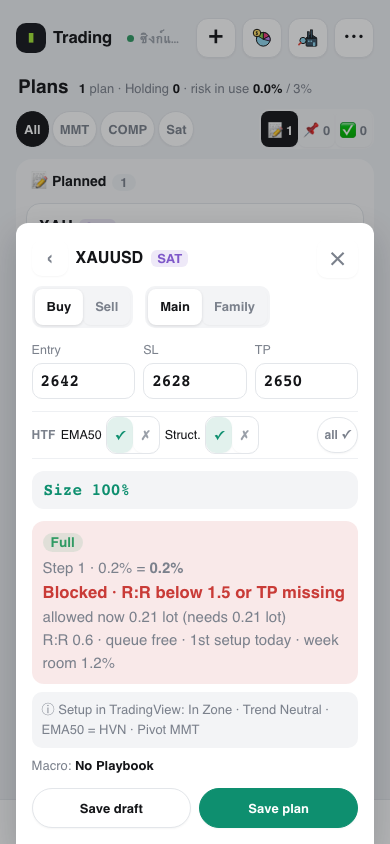 Trading
ซิงก์แ...
Plans 1 plan · Holding 0 · risk in use 0.0% / 3%
All MMT COMP Sat 📝 1 📌 0 ✅ 0
📝 Planned 1
‹ XAUUSD SAT ✕
Buy Sell Main Family
Entry SL TP
2642 2628 2650
HTF EMA50 ✓ ✗ Struct. ✓ ✗ all ✓
Size 100%
Full
Step 1 · 0.2% = 0.2%
Blocked · R:R below 1.5 or TP missing
allowed now 0.21 lot (needs 0.21 lot)
R:R 0.6 · queue free · 1st setup today · week
room 1.2%
ⓘ Setup in TradingView: In Zone · Trend Neutral ·
EMA50 = HVN · Pivot MMT
Macro: No Playbook
Save draft Save plan